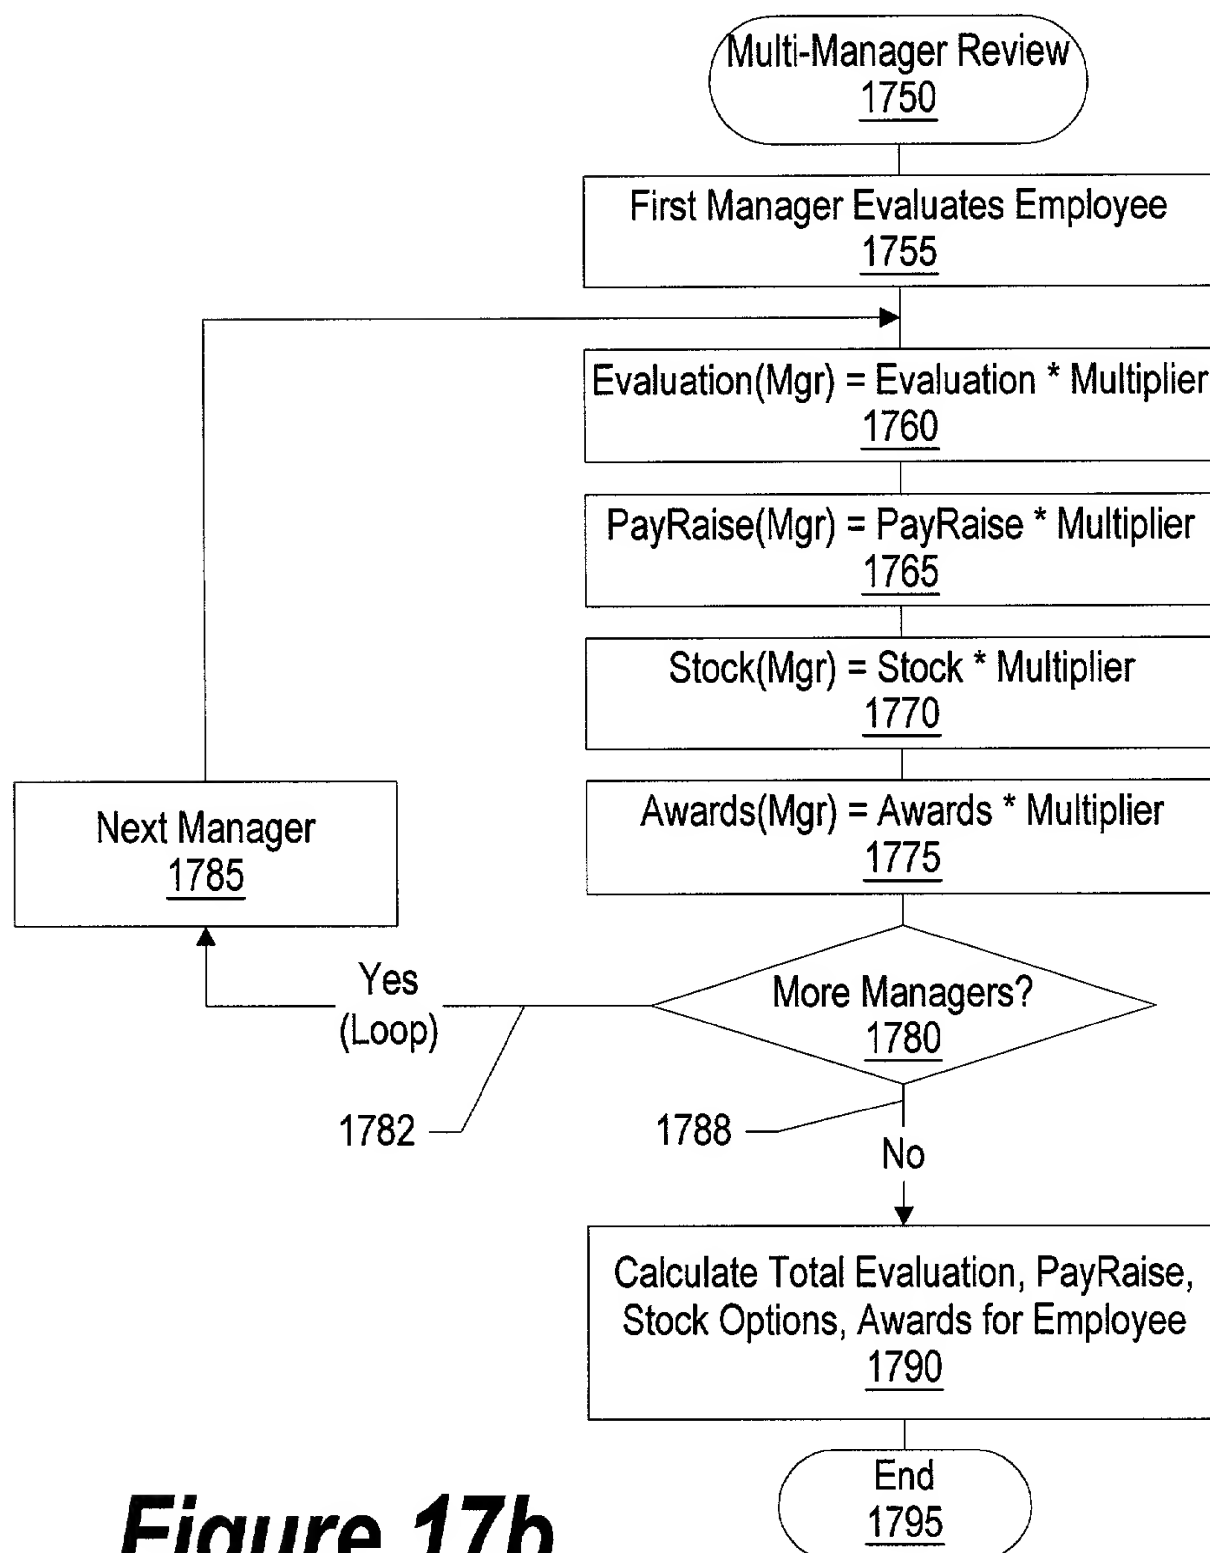 Multi-Manager Review
1750
First Manager Evaluates Employee
1755
Evaluation(Mgr) = Evaluation * Multiplier
1760
PayRaise(Mgr) = PayRaise * Multiplier
1765
Stock(Mgr) = Stock * Multiplier
1770
Awards(Mgr) = Awards * Multiplier
1775
Next Manager
1785
More Managers?
1780
Yes
(Loop)
1782
1788
No
Calculate Total Evaluation, PayRaise,
Stock Options, Awards for Employee
1790
End
1795
Figure 17b